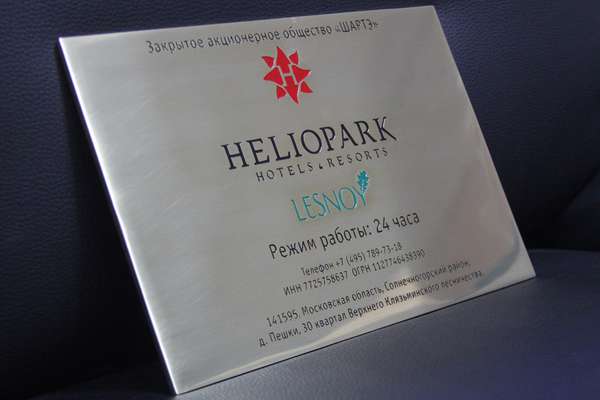 Закрытое акционерное общество «ШАРТЭ»
H
HELIOPARK
HOTELS & RESORTS
LESNOY
Режим работы: 24 часа
Телефон +7 (495) 789-73-18
ИНН 7725758637 ОГРН 1127746438390
141595. Московская область, Солнечногорский район,
д. Пешки, 30 квартал Верхнего Клязьминского лесничества.